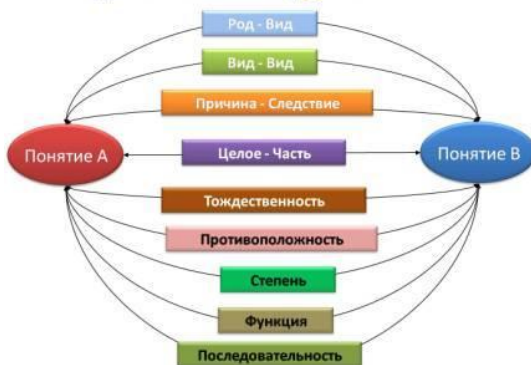 Род - Вид
Вид - Вид
Причина - Следствие
Понятие А
Целое - Часть
Понятие В
Тождественность
Противоположность
Степень
Функция
Последовательность